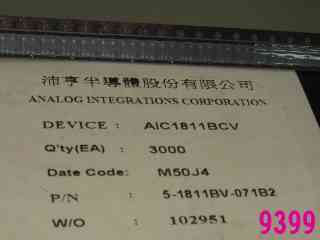 沛亨半導體股份有限公司
ANALOG INTEGRATIONS CORPORATION
DEVICE : AIC1811BCV
Q'ty(EA) : 3000
Date Code: M50J4
P/N : 5-1811BV-071B2
W/O : 102951
9399